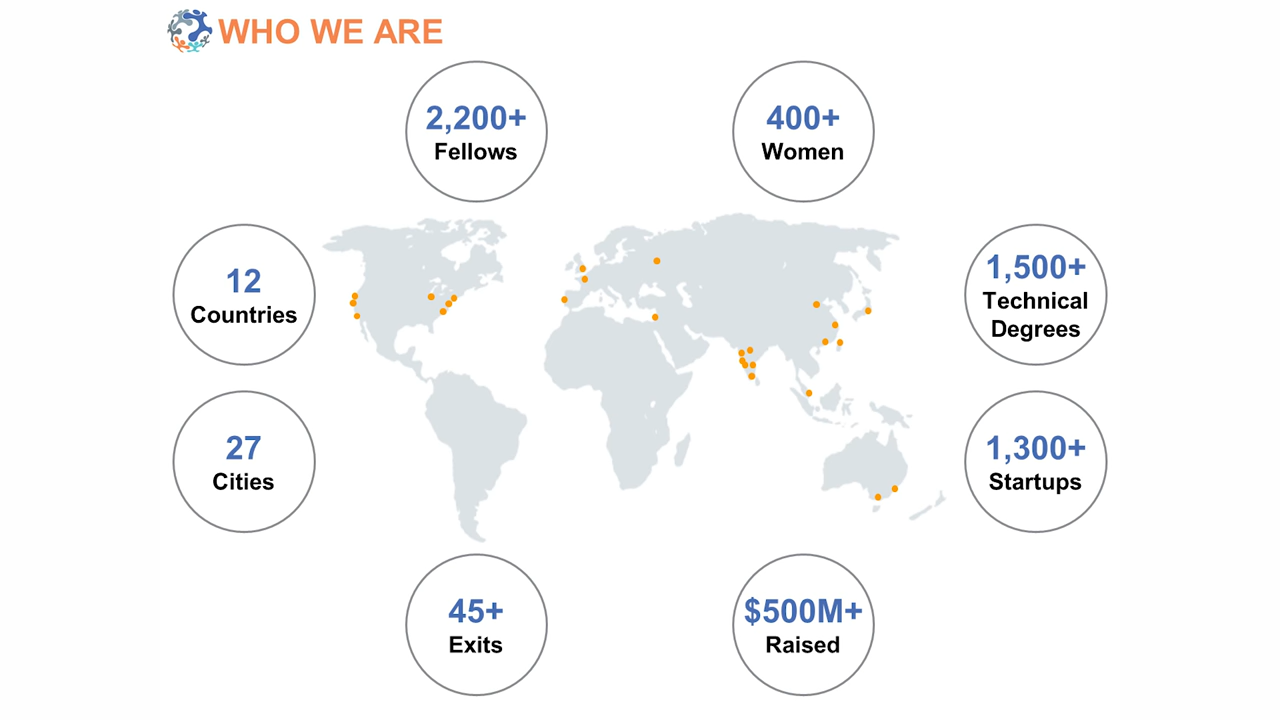 WHO WE ARE
2,200+
Fellows
400+
Women
12
Countries
1,500+
Technical
Degrees
27
Cities
1,300+
Startups
45+
Exits
$500M+
Raised